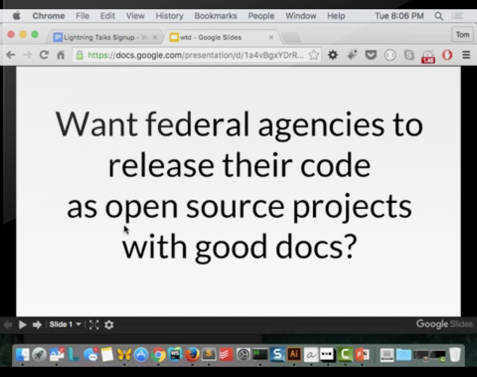 Chrome File Edit View History Bookmarks People Window Help Tue 8:06 PM
Lightning Talks Signup - W
wtd - Google Slides
Tom
https://docs.google.com/presentation/d/1a4vBgxYDrR...
Want federal agencies to
release their code
as open source projects
with good docs?
Slide 1
Google Slides